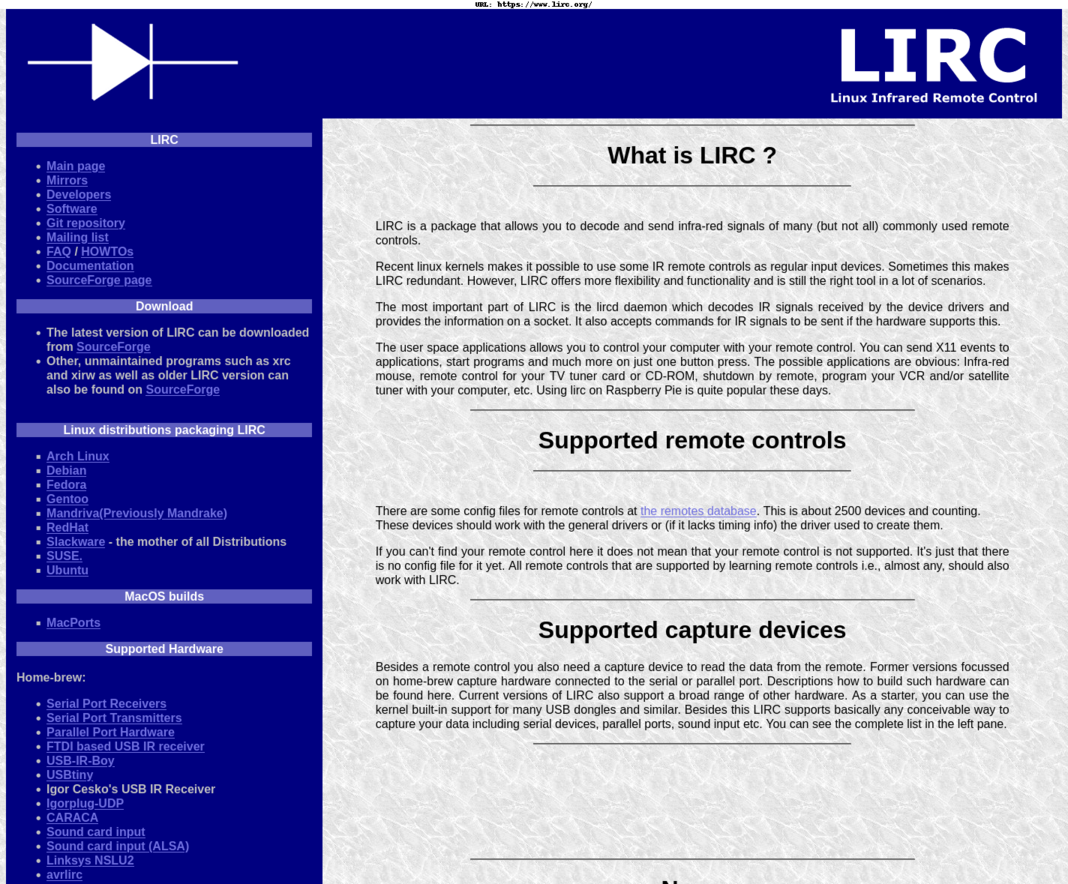 URL: https://www.lirc.org/
LIRC
Linux Infrared Remote Control
LIRC
Main page
Mirrors
Developers
Software
Git repository
Mailing list
FAQ / HOWTOs
Documentation
SourceForge page
Download
The latest version of LIRC can be downloaded
from SourceForge
Other, unmaintained programs such as xrc
and xirw as well as older LIRC version can
also be found on SourceForge
Linux distributions packaging LIRC
Arch Linux
Debian
Fedora
Gentoo
Mandriva(Previously Mandrake)
RedHat
Slackware - the mother of all Distributions
SUSE.
Ubuntu
MacOS builds
MacPorts
Supported Hardware
Home-brew:
Serial Port Receivers
Serial Port Transmitters
Parallel Port Hardware
FTDI based USB IR receiver
USB-IR-Boy
USBtiny
Igor Cesko's USB IR Receiver
Igorplug-UDP
CARACA
Sound card input
Sound card input (ALSA)
Linksys NSLU2
avrlirc
What is LIRC ?
LIRC is a package that allows you to decode and send infra-red signals of many (but not all) commonly used remote
controls.
Recent linux kernels makes it possible to use some IR remote controls as regular input devices. Sometimes this makes
LIRC redundant. However, LIRC offers more flexibility and functionality and is still the right tool in a lot of scenarios.
The most important part of LIRC is the lircd daemon which decodes IR signals received by the device drivers and
provides the information on a socket. It also accepts commands for IR signals to be sent if the hardware supports this.
The user space applications allows you to control your computer with your remote control. You can send X11 events to
applications, start programs and much more on just one button press. The possible applications are obvious: Infra-red
mouse, remote control for your TV tuner card or CD-ROM, shutdown by remote, program your VCR and/or satellite
tuner with your computer, etc. Using lirc on Raspberry Pie is quite popular these days.
Supported remote controls
There are some config files for remote controls at the remotes database. This is about 2500 devices and counting.
These devices should work with the general drivers or (if it lacks timing info) the driver used to create them.
If you can't find your remote control here it does not mean that your remote control is not supported. It's just that there
is no config file for it yet. All remote controls that are supported by learning remote controls i.e., almost any, should also
work with LIRC.
Supported capture devices
Besides a remote control you also need a capture device to read the data from the remote. Former versions focussed
on home-brew capture hardware connected to the serial or parallel port. Descriptions how to build such hardware can
be found here. Current versions of LIRC also support a broad range of other hardware. As a starter, you can use the
kernel built-in support for many USB dongles and similar. Besides this LIRC supports basically any conceivable way to
capture your data including serial devices, parallel ports, sound input etc. You can see the complete list in the left pane.